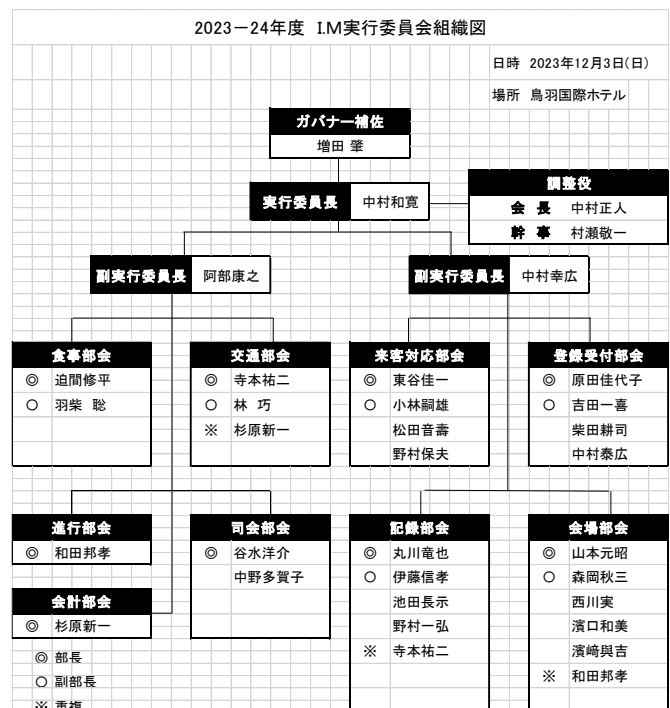 2023－24年度 I.M実行委員会組織図
日時 2023年12月3日(日)
場所 鳥羽国際ホテル
ガバナー補佐
増田 肇
実行委員長 中村和寛
調整役
会 長 中村正人
幹 事 村瀬敬一
副実行委員長 阿部康之
副実行委員長 中村幸広
食事部会
◎ 迫間修平
○ 羽柴 聡
交通部会
◎ 寺本祐二
○ 林 巧
※ 杉原新一
来客対応部会
◎ 東谷佳一
○ 小林嗣雄
松田音壽
野村保夫
登録受付部会
◎ 原田佳代子
○ 吉田一喜
柴田耕司
中村泰広
進行部会
◎ 和田邦孝
司会部会
◎ 谷水洋介
中野多賀子
記録部会
◎ 丸川竜也
○ 伊藤信孝
池田長示
野村一弘
※ 寺本祐二
会場部会
◎ 山本元昭
○ 森岡秋三
西川実
濱口和美
濱﨑與吉
※ 和田邦孝
会計部会
◎ 杉原新一
◎ 部長
○ 副部長
※ 重複